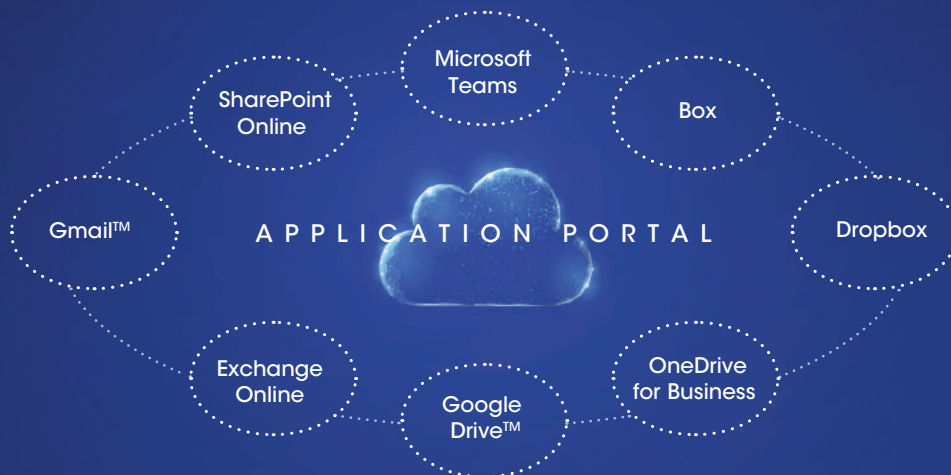 Microsoft
Teams
SharePoint
Online
Box
Gmail™
APPLICATION PORTAL
Dropbox
Exchange
Online
OneDrive
for Business
Google
Drive™